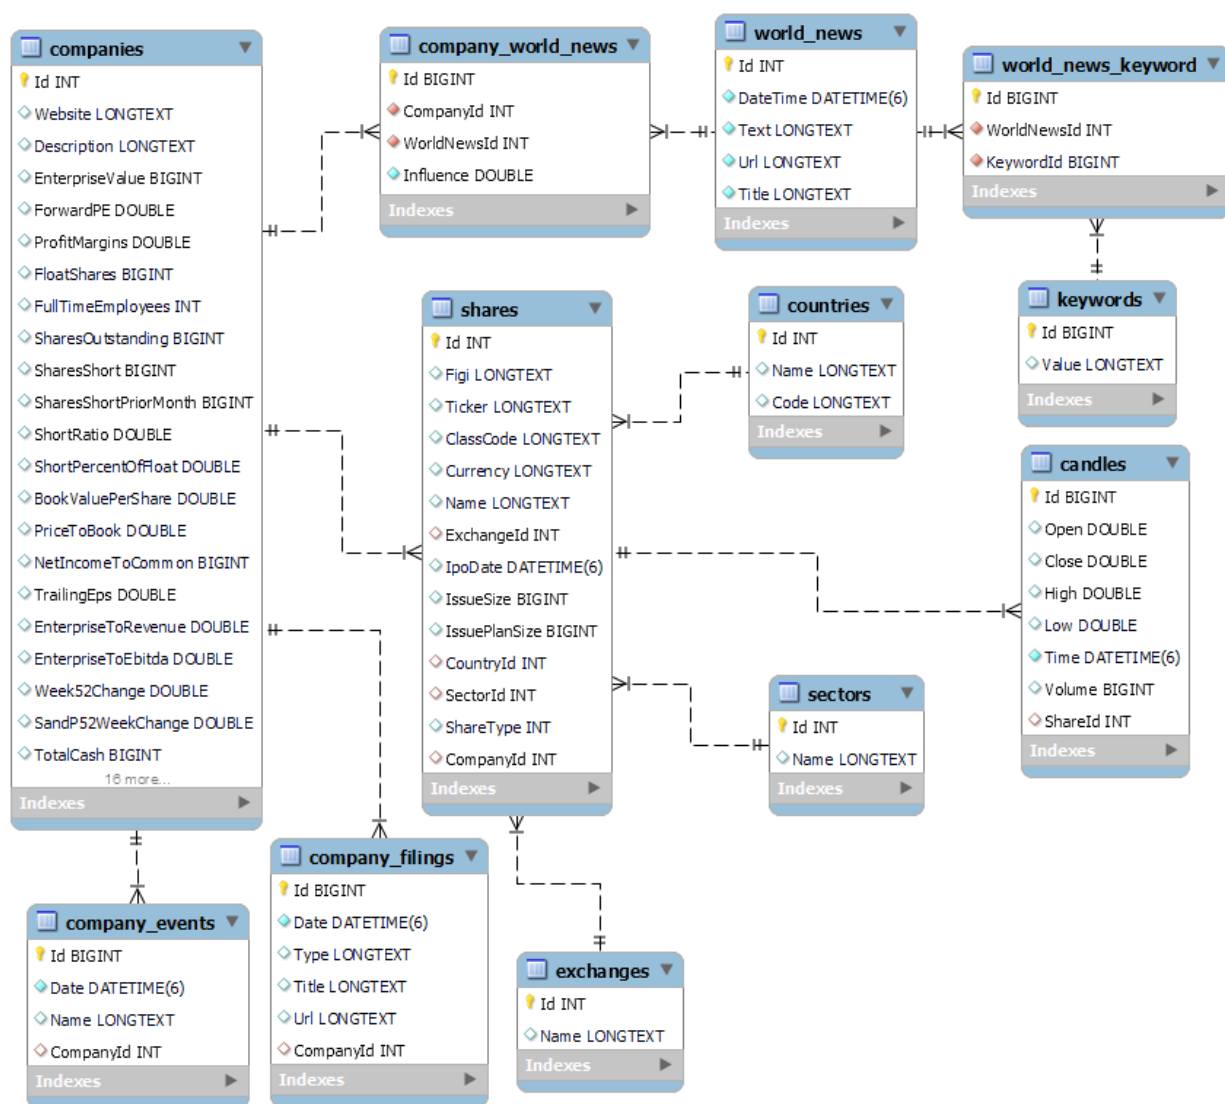 companies
Id INT
Website LONGTEXT
Description LONGTEXT
EnterpriseValue BIGINT
ForwardPE DOUBLE
ProfitMargins DOUBLE
FloatShares BIGINT
FullTimeEmployees INT
SharesOutstanding BIGINT
SharesShort BIGINT
SharesShortPriorMonth BIGINT
ShortRatio DOUBLE
ShortPercentOfFloat DOUBLE
BookValuePerShare DOUBLE
PriceToBook DOUBLE
NetIncomeToCommon BIGINT
TrailingEps DOUBLE
EnterpriseToRevenue DOUBLE
EnterpriseToEbitda DOUBLE
Week52Change DOUBLE
SandP52WeekChange DOUBLE
TotalCash BIGINT
16 more...
Indexes
company_world_news
Id BIGINT
CompanyId INT
WorldNewsId INT
Influence DOUBLE
Indexes
world_news
Id INT
DateTime DATETIME(6)
Text LONGTEXT
Url LONGTEXT
Title LONGTEXT
Indexes
world_news_keyword
Id BIGINT
WorldNewsId INT
KeywordId BIGINT
Indexes
shares
Id INT
Figi LONGTEXT
Ticker LONGTEXT
ClassCode LONGTEXT
Currency LONGTEXT
Name LONGTEXT
ExchangeId INT
IpoDate DATETIME(6)
IssueSize BIGINT
IssuePlanSize BIGINT
CountryId INT
SectorId INT
ShareType INT
CompanyId INT
Indexes
countries
Id INT
Name LONGTEXT
Code LONGTEXT
Indexes
keywords
Id BIGINT
Value LONGTEXT
Indexes
candles
Id BIGINT
Open DOUBLE
Close DOUBLE
High DOUBLE
Low DOUBLE
Time DATETIME(6)
Volume BIGINT
ShareId INT
Indexes
sectors
Id INT
Name LONGTEXT
Indexes
company_events
Id BIGINT
Date DATETIME(6)
Name LONGTEXT
CompanyId INT
Indexes
company_filings
Id BIGINT
Date DATETIME(6)
Type LONGTEXT
Title LONGTEXT
Url LONGTEXT
CompanyId INT
Indexes
exchanges
Id INT
Name LONGTEXT
Indexes